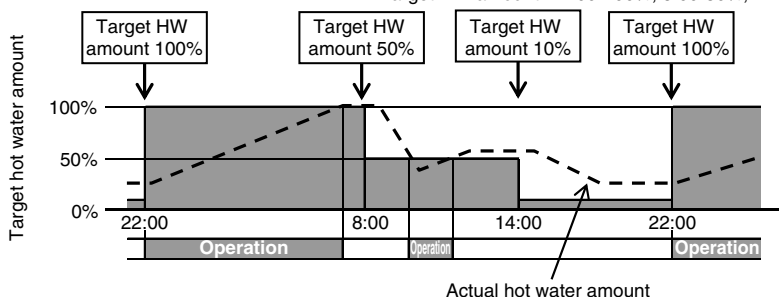 Target HW amount 100%
Target HW amount 50%
Target HW amount 10%
Target HW amount 100%
Target hot water amount
100%
50%
0%
22:00 8:00 14:00 22:00
Operation Operation Operation
Actual hot water amount